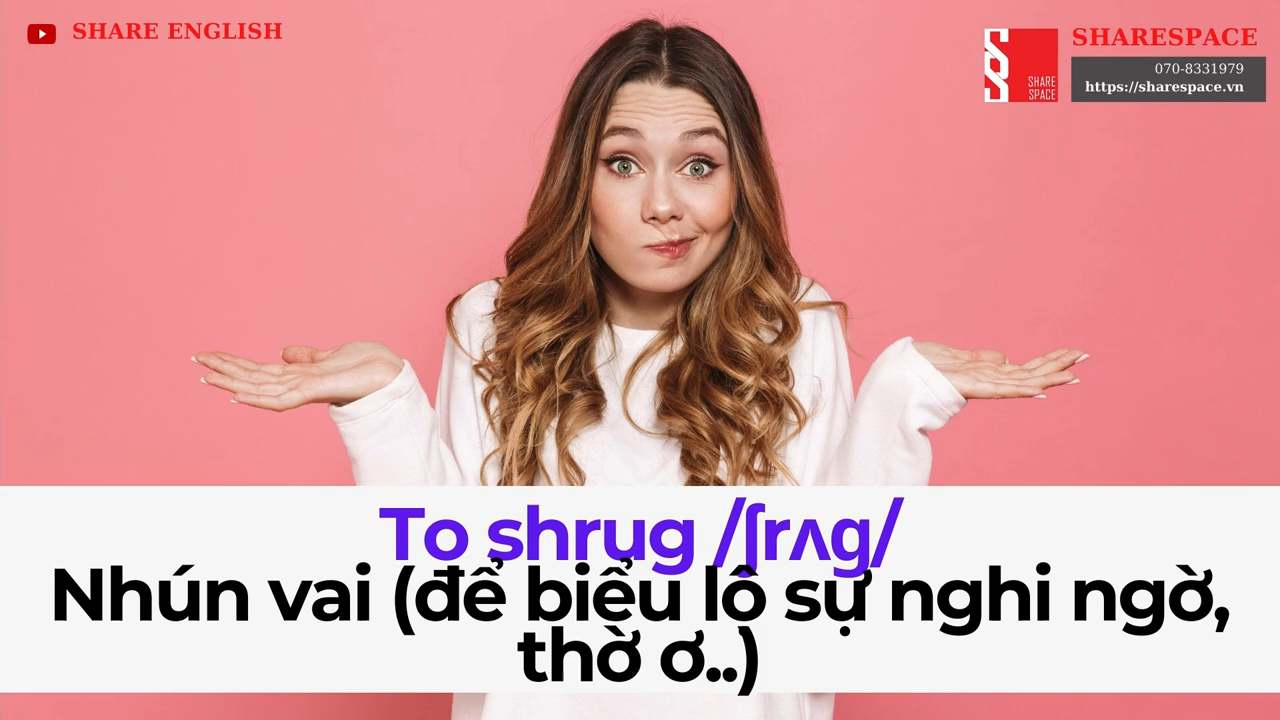 SHARE ENGLISH
SHARESPACE
070-8331979
https://sharespace.vn
SHARE
SPACE
To shrug /ʃrʌg/
Nhún vai (để biểu lộ sự nghi ngờ,
thờ ơ..)